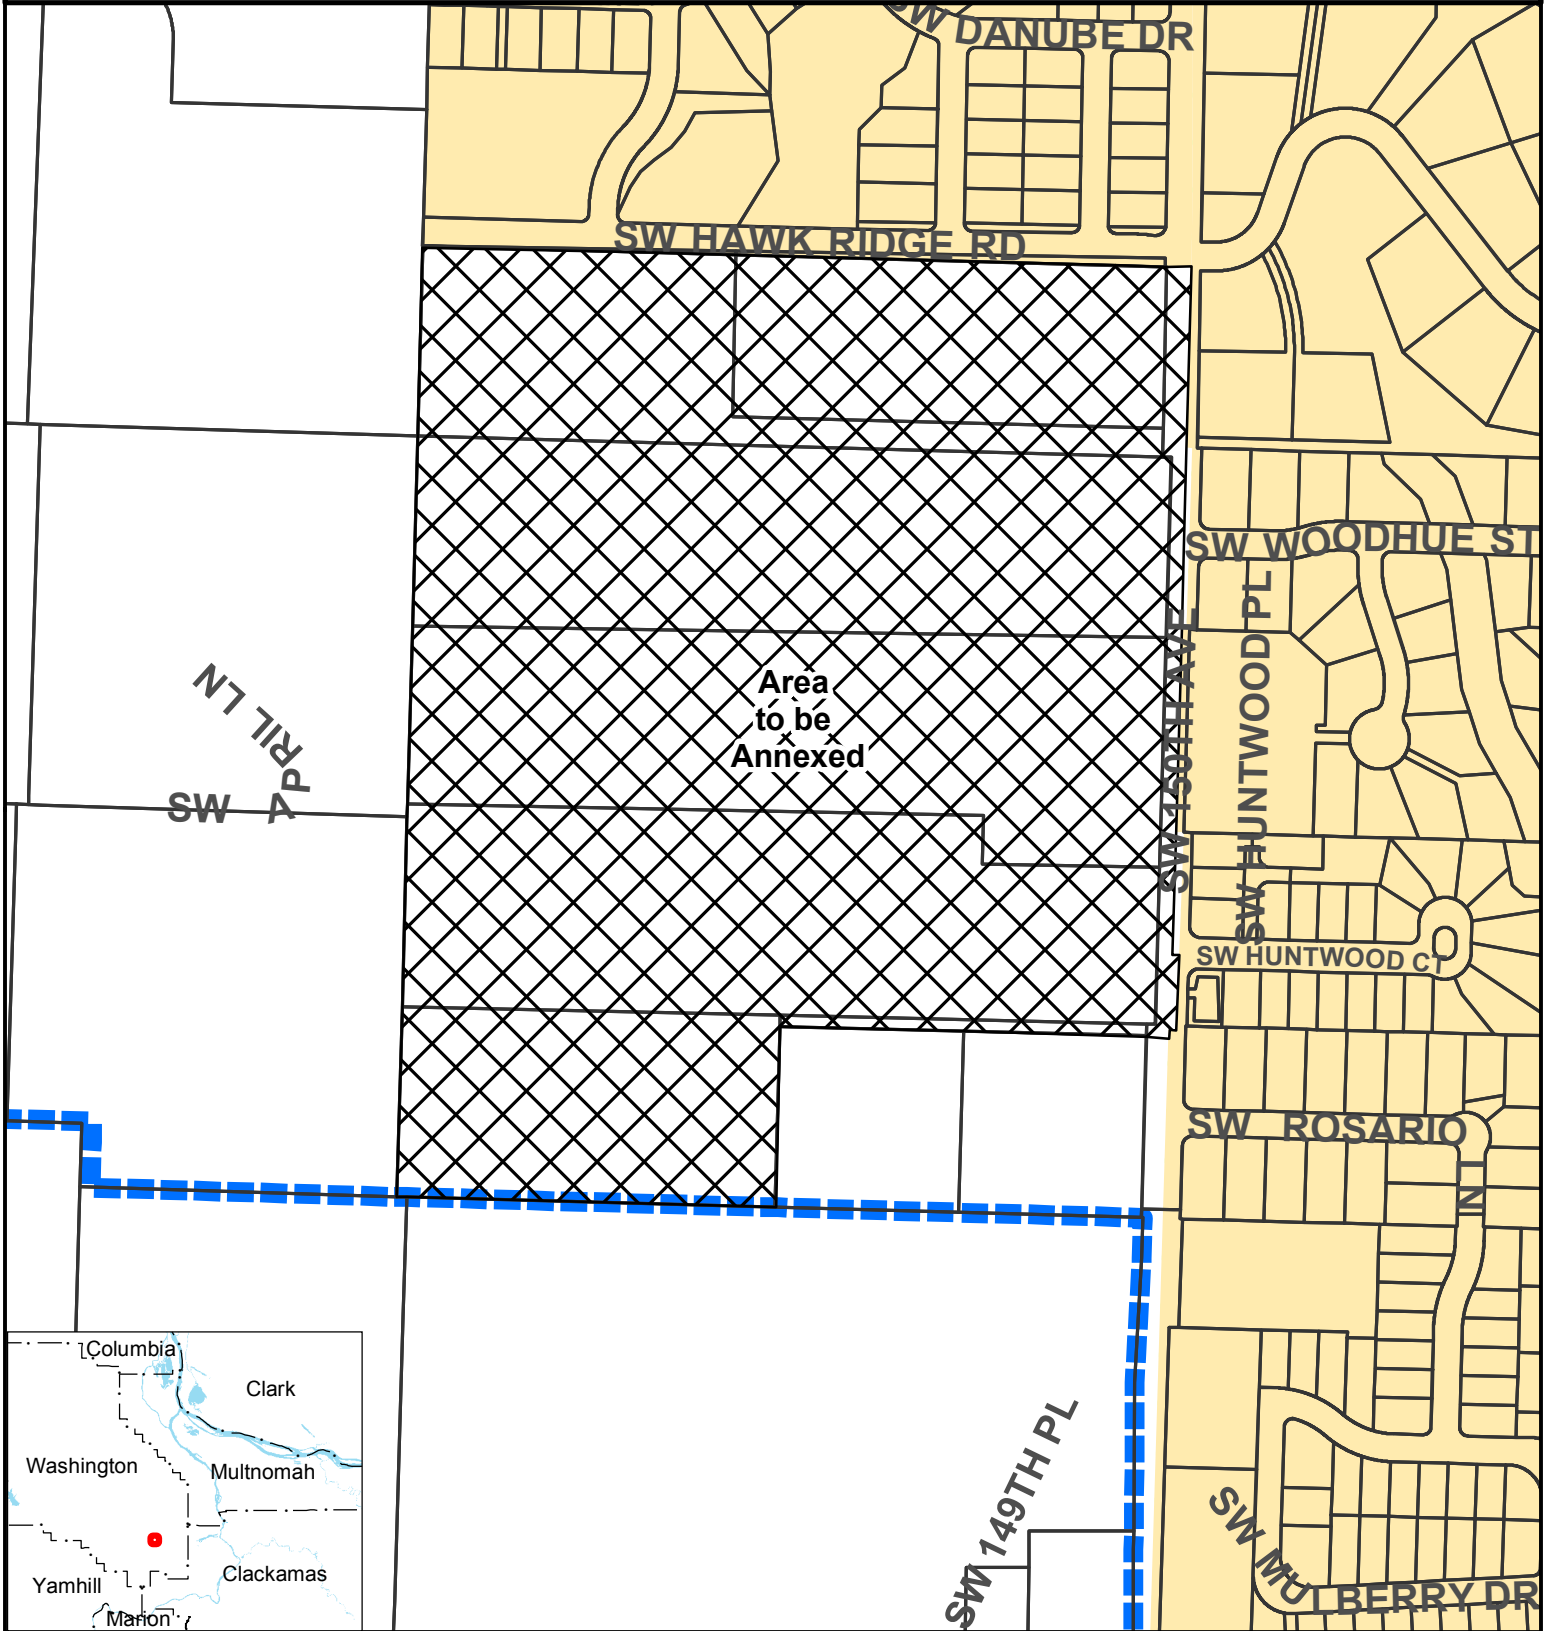 SW DANUBE DR
SW HAWK RIDGE RD
SW WOODHUE ST
SW HUNTWOOD PL
SW 150TH AVE
Area
to be
Annexed
SW APRIL LN
SW HUNTWOOD CT
SW ROSARIO LN
SW 149TH PL
SW MULBERRY DR
Columbia
Clark
Washington
Multnomah
Yamhill
Clackamas
Marion